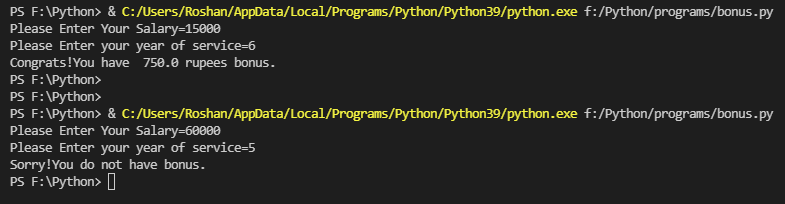 PS F:\Python> & C:/Users/Roshan/AppData/Local/Programs/Python/Python39/python.exe f:/Python/programs/bonus.py
Please Enter Your Salary=15000
Please Enter your year of service=6
Congrats!You have  750.0 rupees bonus.
PS F:\Python>
PS F:\Python>
PS F:\Python> & C:/Users/Roshan/AppData/Local/Programs/Python/Python39/python.exe f:/Python/programs/bonus.py
Please Enter Your Salary=60000
Please Enter your year of service=5
Sorry!You do not have bonus.
PS F:\Python>